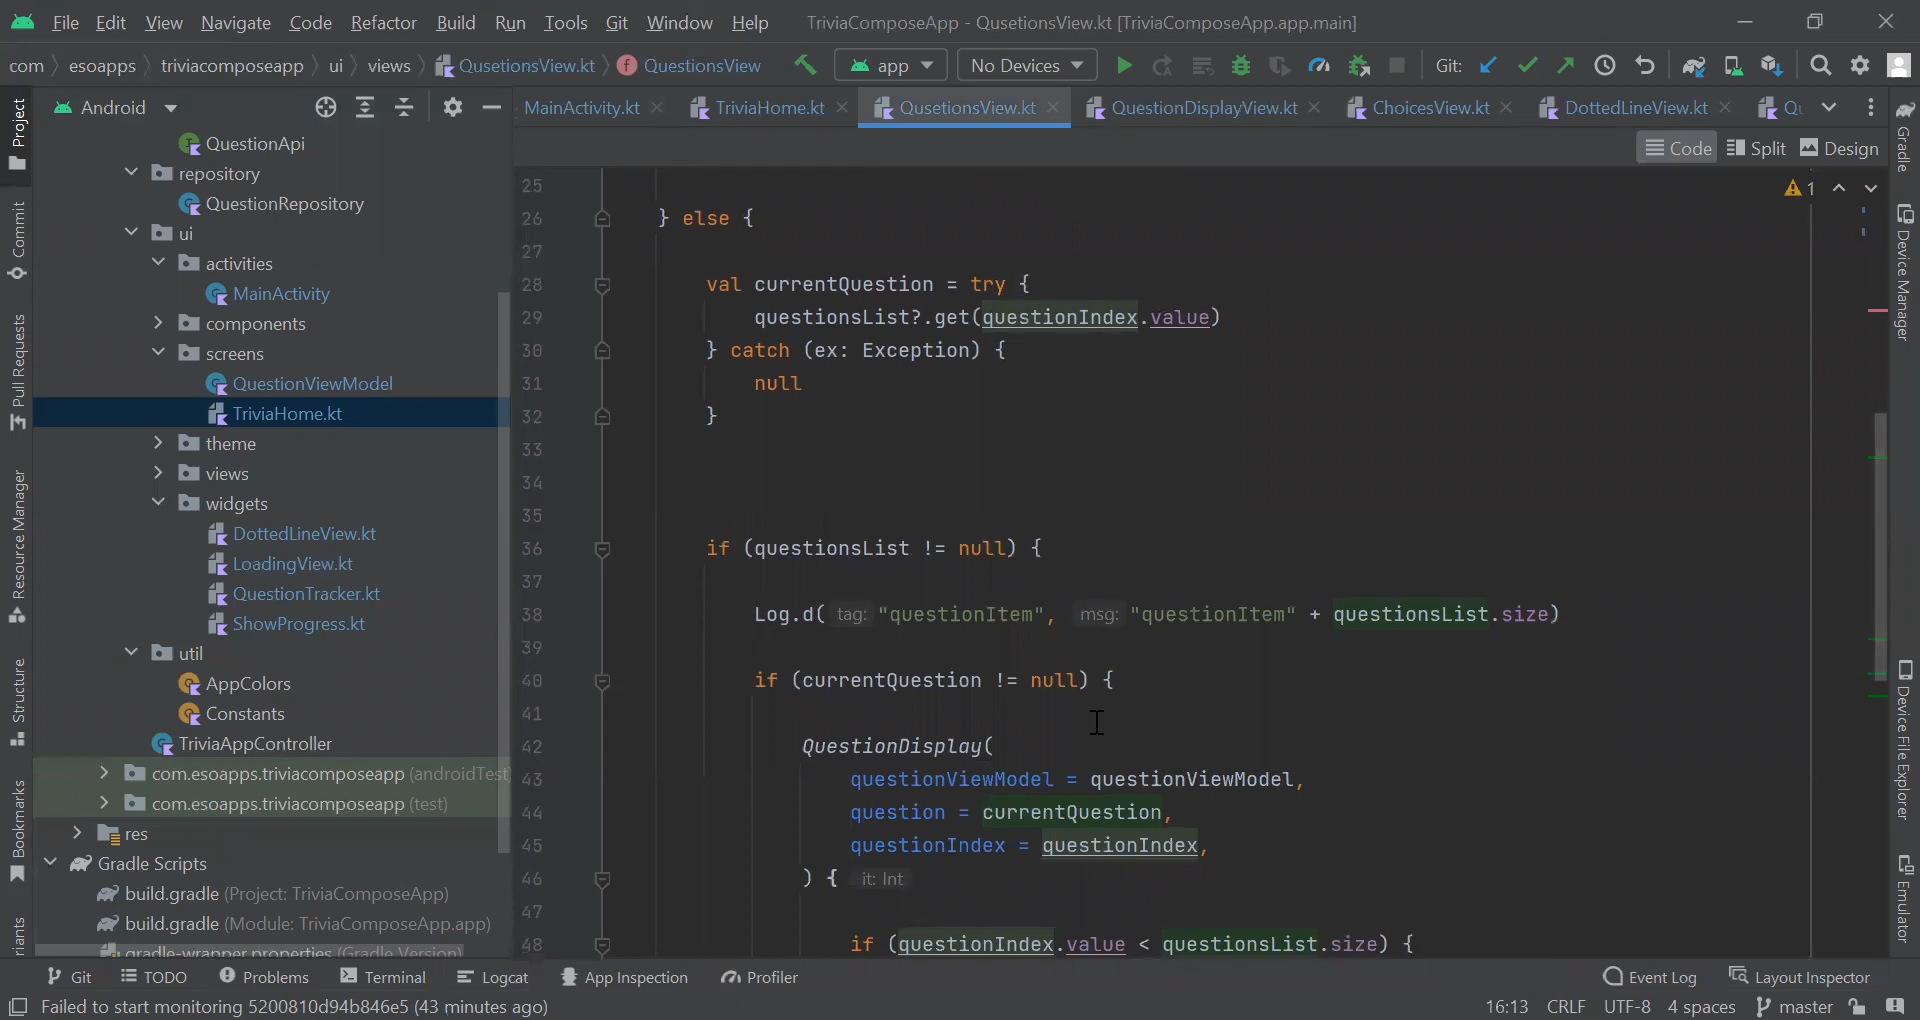 File Edit View Navigate Code Refactor Build Run Tools Git Window Help TriviaComposeApp - QusetionsView.kt [TriviaComposeApp.app.main]
com esoapps triviacomposeapp ui views QusetionsView.kt QuestionsView app No Devices Git:
Android
MainActivity.kt TriviaHome.kt QusetionsView.kt QuestionDisplayView.kt ChoicesView.kt DottedLineView.kt Qu
Code Split Design
Project
Commit
Pull Requests
Resource Manager
Structure
Bookmarks
riants
QuestionApi
repository
QuestionRepository
ui
activities
MainActivity
components
screens
QuestionViewModel
TriviaHome.kt
theme
views
widgets
DottedLineView.kt
LoadingView.kt
QuestionTracker.kt
ShowProgress.kt
util
AppColors
Constants
TriviaAppController
com.esoapps.triviacomposeapp (androidTest)
com.esoapps.triviacomposeapp (test)
res
Gradle Scripts
build.gradle (Project: TriviaComposeApp)
build.gradle (Module: TriviaComposeApp.app)
gradle-wrapper.properties (Gradle Version)
1
25
26 } else {
27
28 val currentQuestion = try {
29 questionsList?.get(questionIndex.value)
30 } catch (ex: Exception) {
31 null
32 }
33
34
35
36 if (questionsList != null) {
37
38 Log.d( tag: "questionItem", msg: "questionItem" + questionsList.size)
39
40 if (currentQuestion != null) {
41
42 QuestionDisplay(
43 questionViewModel = questionViewModel,
44 question = currentQuestion,
45 questionIndex = questionIndex,
46 ) { it: Int
47
48 if (questionIndex.value < questionsList.size) {
Gradle
Device Manager
Device File Explorer
Emulator
Git TODO Problems Terminal Logcat App Inspection Profiler Event Log Layout Inspector
Failed to start monitoring 5200810d94b846e5 (43 minutes ago) 16:13 CRLF UTF-8 4 spaces master